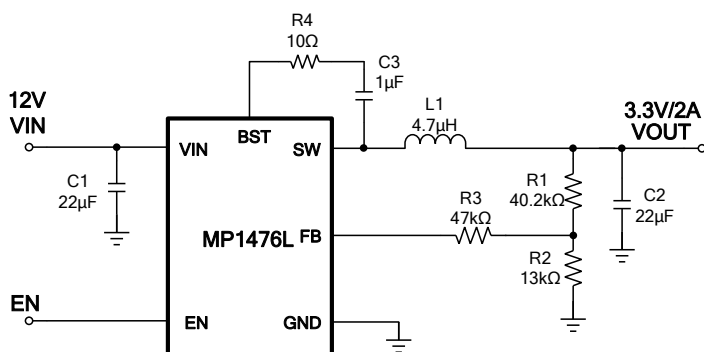 R4
10Ω
C3
1µF
12V
VIN
BST
L1
4.7µH
3.3V/2A
VOUT
VIN
SW
C1
22µF
R1
40.2kΩ
C2
22µF
R3
47kΩ
MP1476L
FB
R2
13kΩ
EN
EN
GND